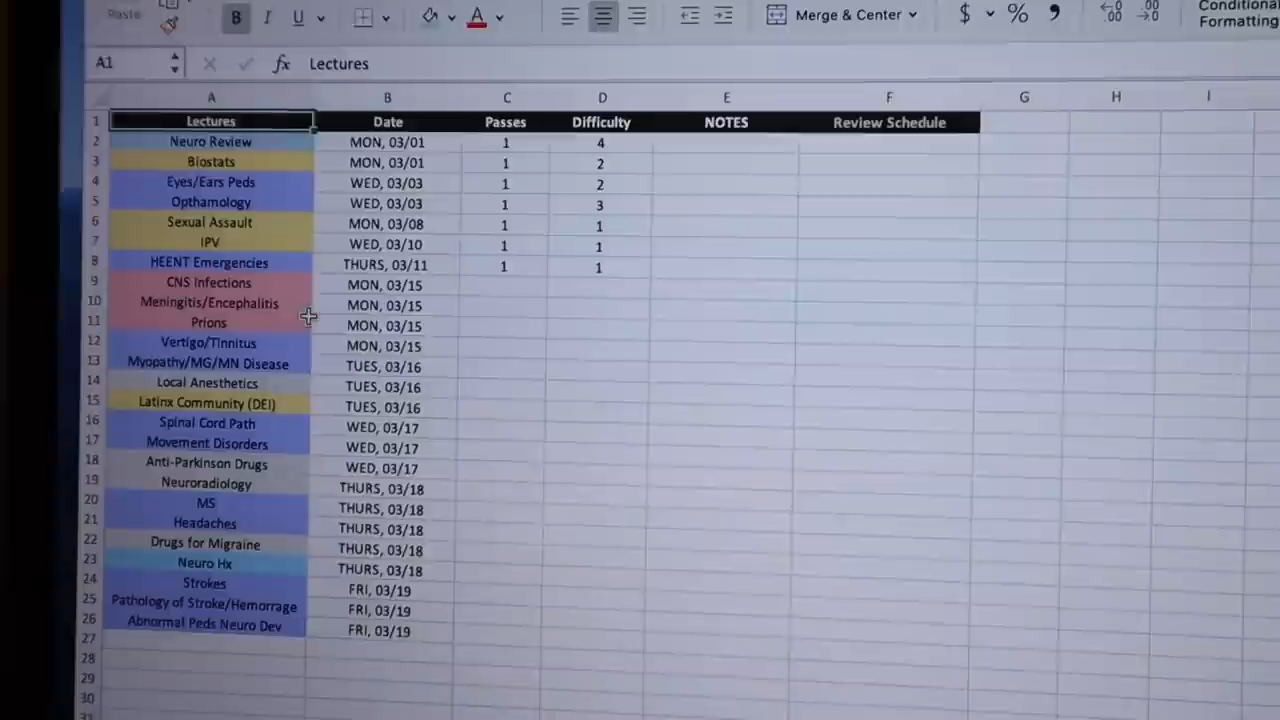 Paste B I U A Merge & Center $ % , Conditional
Formatting
A1 fx Lectures
A B C D E F G H I
1 Lectures Date Passes Difficulty NOTES Review Schedule
2 Neuro Review MON, 03/01 1 4
3 Biostats MON, 03/01 1 2
4 Eyes/Ears Peds WED, 03/03 1 2
5 Opthamology WED, 03/03 1 3
6 Sexual Assault MON, 03/08 1 1
7 IPV WED, 03/10 1 1
8 HEENT Emergencies THURS, 03/11 1 1
9 CNS Infections MON, 03/15
10 Meningitis/Encephalitis MON, 03/15
11 Prions MON, 03/15
12 Vertigo/Tinnitus MON, 03/15
13 Myopathy/MG/MN Disease TUES, 03/16
14 Local Anesthetics TUES, 03/16
15 Latinx Community (DEI) TUES, 03/16
16 Spinal Cord Path WED, 03/17
17 Movement Disorders WED, 03/17
18 Anti-Parkinson Drugs WED, 03/17
19 Neuroradiology THURS, 03/18
20 MS THURS, 03/18
21 Headaches THURS, 03/18
22 Drugs for Migraine THURS, 03/18
23 Neuro Hx THURS, 03/18
24 Strokes FRI, 03/19
25 Pathology of Stroke/Hemorrage FRI, 03/19
26 Abnormal Peds Neuro Dev FRI, 03/19
27
28
29
30